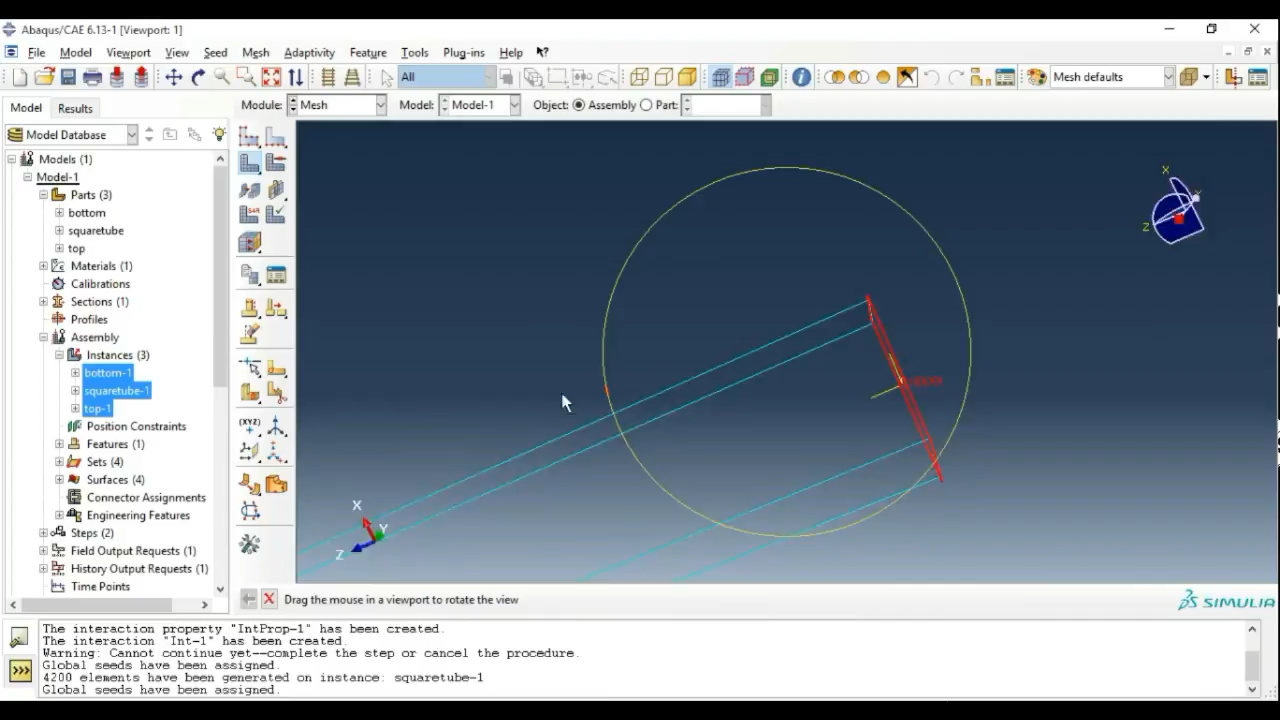 Abaqus/CAE 6.13-1 [Viewport: 1]
File Model Viewport View Seed Mesh Adaptivity Feature Tools Plug-ins Help
All Mesh defaults
Model Results Module: Mesh Model: Model-1 Object: Assembly Part:
Model Database
Models (1)
Model-1
Parts (3)
bottom
squaretube
top
Materials (1)
Calibrations
Sections (1)
Profiles
Assembly
Instances (3)
bottom-1
squaretube-1
top-1
Position Constraints
Features (1)
Sets (4)
Surfaces (4)
Connector Assignments
Engineering Features
Steps (2)
Field Output Requests (1)
History Output Requests (1)
Time Points
(XYZ)
X
Y
Z
X
Z
Drag the mouse in a viewport to rotate the view
SIMULIA
The interaction property "IntProp-1" has been created.
The interaction "Int-1" has been created.
Warning: Cannot continue yet--complete the step or cancel the procedure.
Global seeds have been assigned.
4200 elements have been generated on instance: squaretube-1
Global seeds have been assigned.